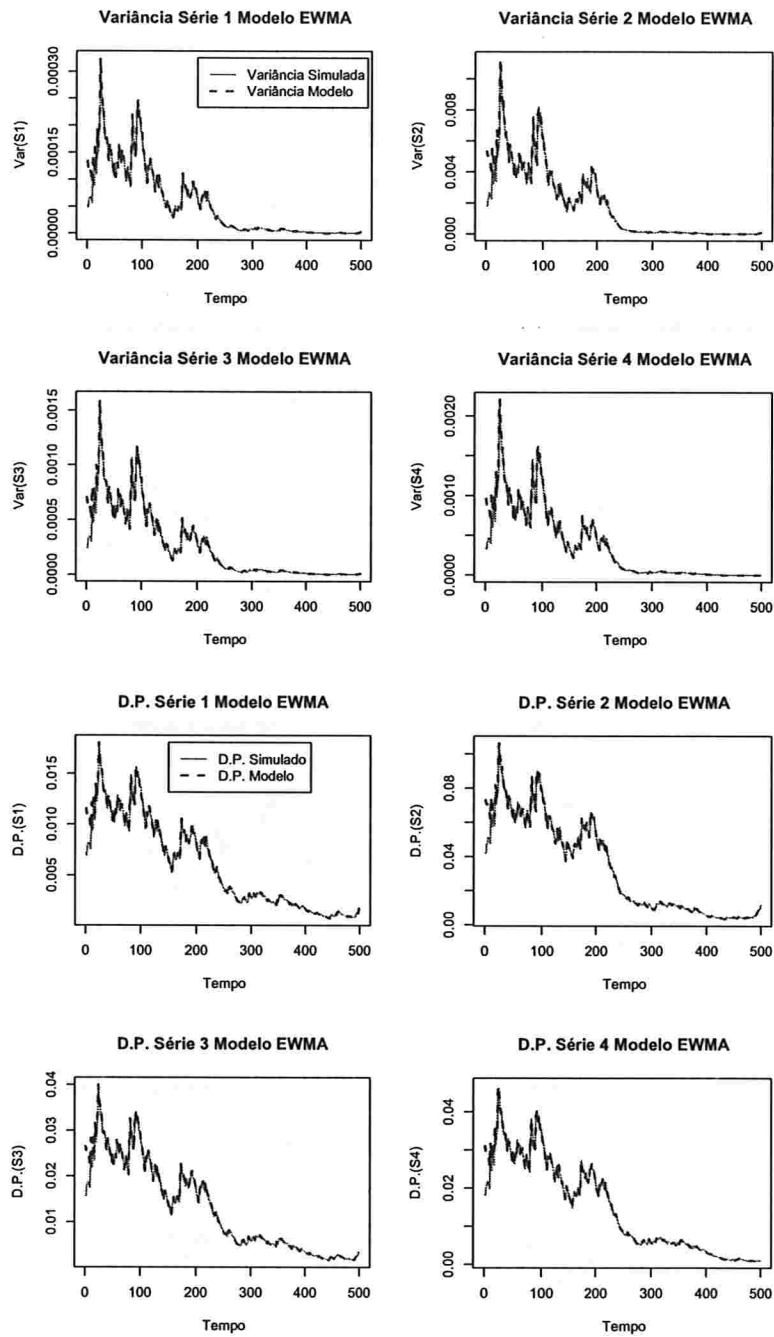 Variância Série 1 Modelo EWMA
Var(S1)
0.00000 0.00015 0.00030
Variância Simulada
Variância Modelo
0 100 200 300 400 500
Tempo
Variância Série 2 Modelo EWMA
Var(S2)
0.000 0.004 0.008
0 100 200 300 400 500
Tempo
Variância Série 3 Modelo EWMA
Var(S3)
0.0000 0.0005 0.0010 0.0015
0 100 200 300 400 500
Tempo
Variância Série 4 Modelo EWMA
Var(S4)
0.0000 0.0010 0.0020
0 100 200 300 400 500
Tempo
D.P. Série 1 Modelo EWMA
D.P.(S1)
0.005 0.010 0.015
D.P. Simulado
D.P. Modelo
0 100 200 300 400 500
Tempo
D.P. Série 2 Modelo EWMA
D.P.(S2)
0.00 0.04 0.08
0 100 200 300 400 500
Tempo
D.P. Série 3 Modelo EWMA
D.P.(S3)
0.01 0.02 0.03 0.04
0 100 200 300 400 500
Tempo
D.P. Série 4 Modelo EWMA
D.P.(S4)
0.00 0.02 0.04
0 100 200 300 400 500
Tempo